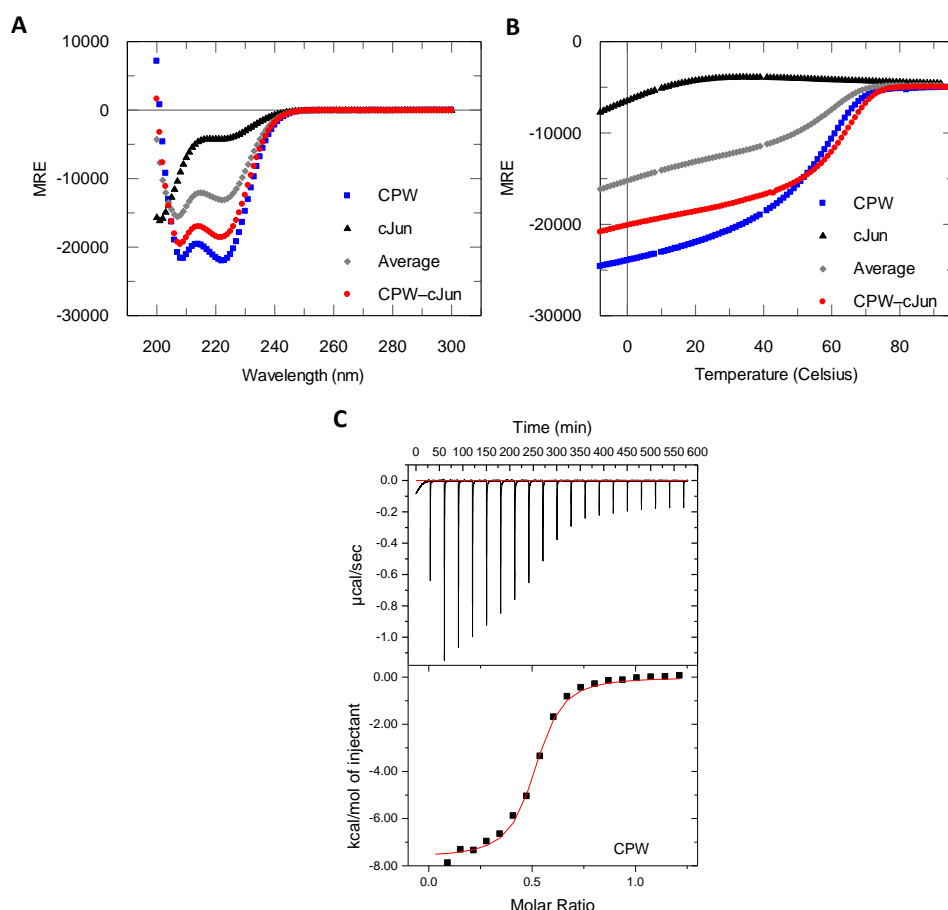 A
10000
0
-10000
-20000
-30000
MRE
200 220 240 260 280 300
Wavelength (nm)
CPW
cJun
Average
CPW–cJun
B
0
-10000
-20000
-30000
MRE
0 20 40 60 80
Temperature (Celsius)
CPW
cJun
Average
CPW–cJun
C
Time (min)
0 50 100 150 200 250 300 350 400 450 500 550 600
0.0
-0.2
-0.4
-0.6
-0.8
-1.0
µcal/sec
0.00
-2.00
-4.00
-6.00
-8.00
kcal/mol of injectant
CPW
0.0 0.5 1.0
Molar Ratio